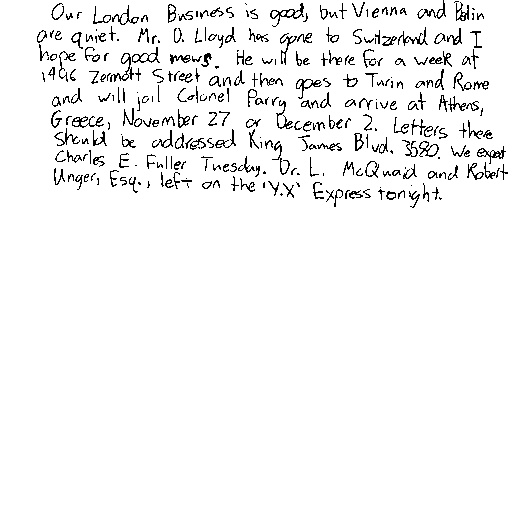 Our London Business is good, but Vienna and Belin
are quiet. Mr. D. Lloyd has gone to Switzerland and I
hope for good mews. He will be there for a week at
1496 Zermott Street and then goes to Turin and Rome
and will joil Colonel Parry and arrive at Athens,
Greece, November 27 or December 2. Letters there
should be addressed King James Blvd. 3580. We expect
Charles E. Fuller Tuesday. Dr. L. McQuaid and Robert
Unger, Esq., left on the 'Y.X' Express tonight.